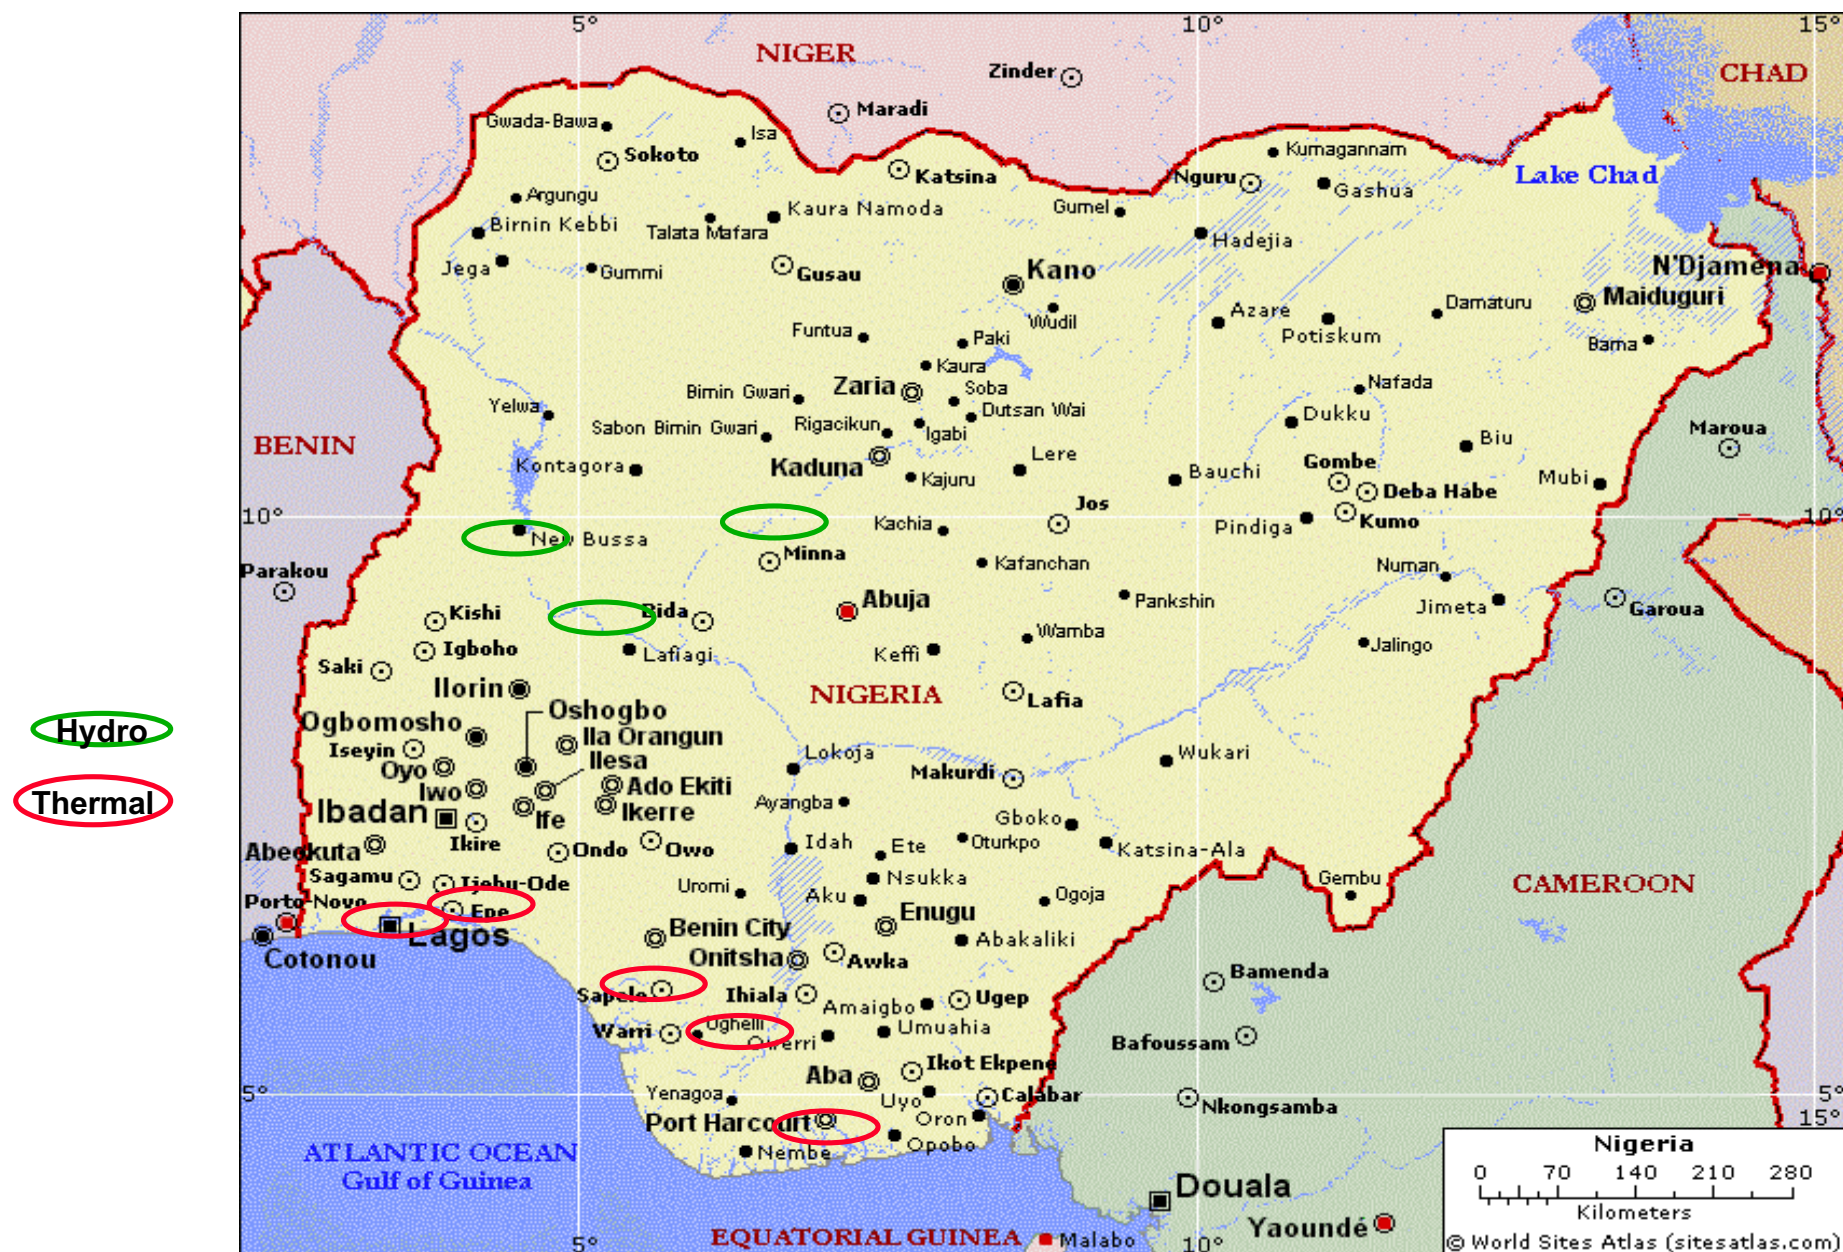 5°
10°
15°
NIGER
Zinder
CHAD
Maradi
Gwada-Bawa
Isa
Sokoto
Katsina
Kumagannam
Nguru
Gashua
Lake Chad
Argungu
Birnin Kebbi
Talata Mafara
Kaura Namoda
Gumel
Hadejia
Jega
Gummi
Gusau
Kano
N'Djamena
Maiduguri
Wudil
Azare
Potiskum
Damaturu
Bama
Funtua
Paki
Kaura
Zaria
Soba
Birnin Gwari
Dutsan Wai
Nafada
Yelwa
Sabon Birnin Gwari
Rigacikun
Igabi
Dukku
Biu
Maroua
BENIN
Kontagora
Kaduna
Kajuru
Lere
Bauchi
Gombe
Deba Habe
Mubi
10°
Kachia
Jos
Pindiga
Kumo
10°
New Bussa
Minna
Kafanchan
Numan
Parakou
Abuja
Pankshin
Jimeta
Garoua
Kishi
Bida
Wamba
Jalingo
Igboho
Saki
Lafiagi
Keffi
Ilorin
NIGERIA
Lafia
Hydro
Ogbomosho
Oshogbo
Ila Orangun
Iseyin
Oyo
Ilesa
Lokoja
Makurdi
Wukari
Thermal
Iwo
Ado Ekiti
Ikerre
Ayangba
Ibadan
Ife
Gboko
Ikire
Abeokuta
Ondo
Owo
Idah
Ete
Oturkpo
Katsina-Ala
Sagamu
Ijebu-Ode
Uromi
Aku
Nsukka
Ogoja
Gembu
CAMEROON
Porto-Novo
Epe
Lagos
Benin City
Enugu
Abakaliki
Cotonou
Onitsha
Awka
Bamenda
Sapele
Ihiala
Amaigbo
Ugep
Warri
Ughelli
Owerri
Umuahia
Bafoussam
Aba
Ikot Ekpene
5°
Yenagoa
Uyo
Calabar
Nkongsamba
5°
15°
Port Harcourt
Oron
Nembe
Opobo
ATLANTIC OCEAN
Gulf of Guinea
Douala
Nigeria
0 70 140 210 280
Kilometers
Yaoundé
EQUATORIAL GUINEA
Malabo
5°
10°
© World Sites Atlas (sitesatlas.com)